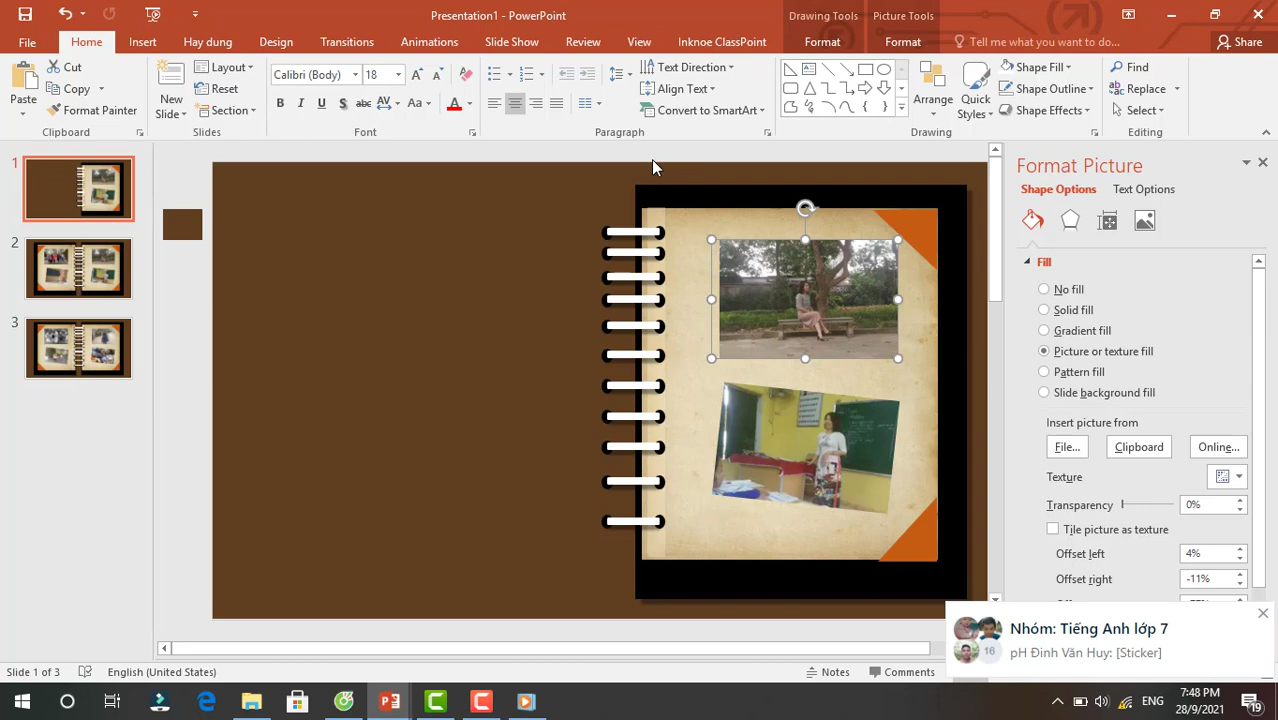 Presentation1 - PowerPoint
Drawing Tools
Picture Tools
File
Home
Insert
Hay dung
Design
Transitions
Animations
Slide Show
Review
View
Inknoe ClassPoint
Format
Format
Tell me what you want to do...
Share
Paste
Cut
Copy
Format Painter
Clipboard
New
Slide
Layout
Reset
Section
Slides
Calibri (Body)
18
B I U S abc AV Aa A
Font
Text Direction
Align Text
Convert to SmartArt
Paragraph
Arrange
Quick
Styles
Shape Fill
Shape Outline
Shape Effects
Drawing
Find
Replace
Select
Editing
1
2
3
Format Picture
Shape Options
Text Options
Fill
No fill
Solid fill
Gradient fill
Picture or texture fill
Pattern fill
Slide background fill
Insert picture from
File...
Clipboard
Online...
Texture
Transparency
0%
Tile picture as texture
Offset left
4%
Offset right
-11%
Nhóm: Tiếng Anh lớp 7
pH Đinh Văn Huy: [Sticker]
16
Slide 1 of 3
English (United States)
Notes
Comments
ENG
7:48 PM
28/9/2021
19